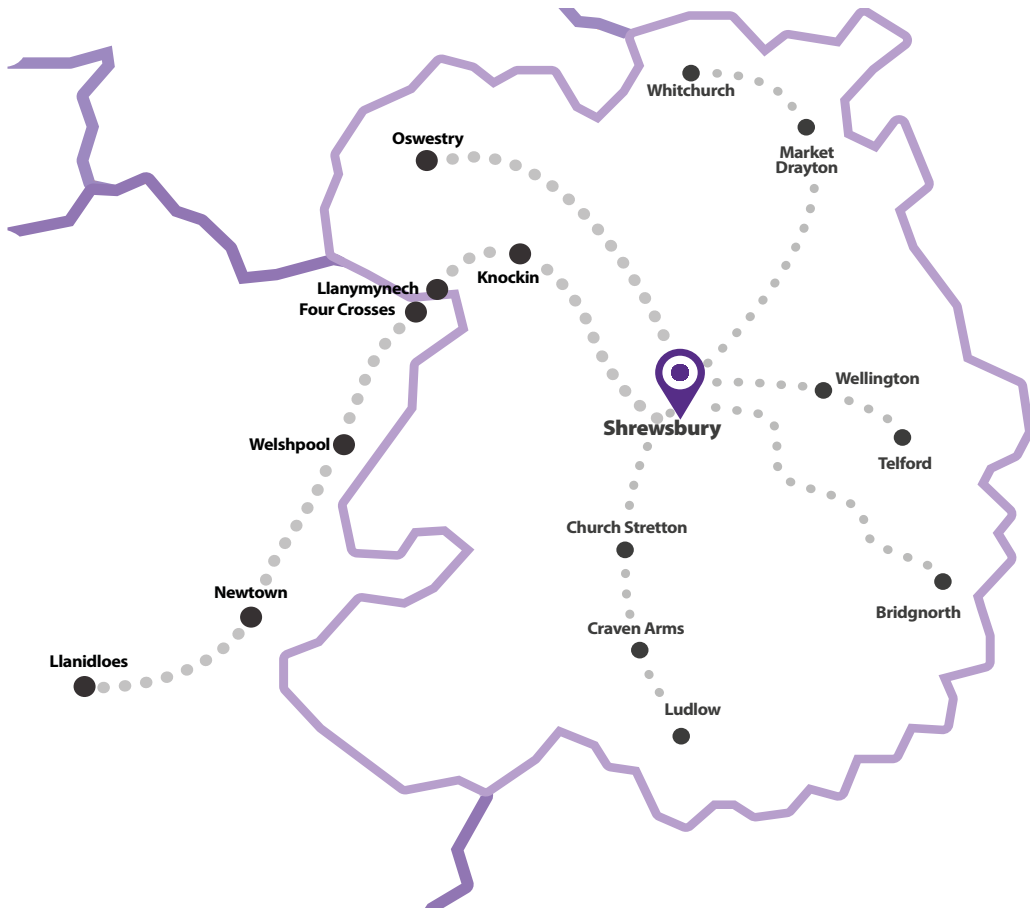 Whitchurch
Oswestry
Market
Drayton
Knockin
Llanymynech
Four Crosses
Wellington
Shrewsbury
Welshpool
Telford
Church Stretton
Newtown
Bridgnorth
Craven Arms
Llanidloes
Ludlow